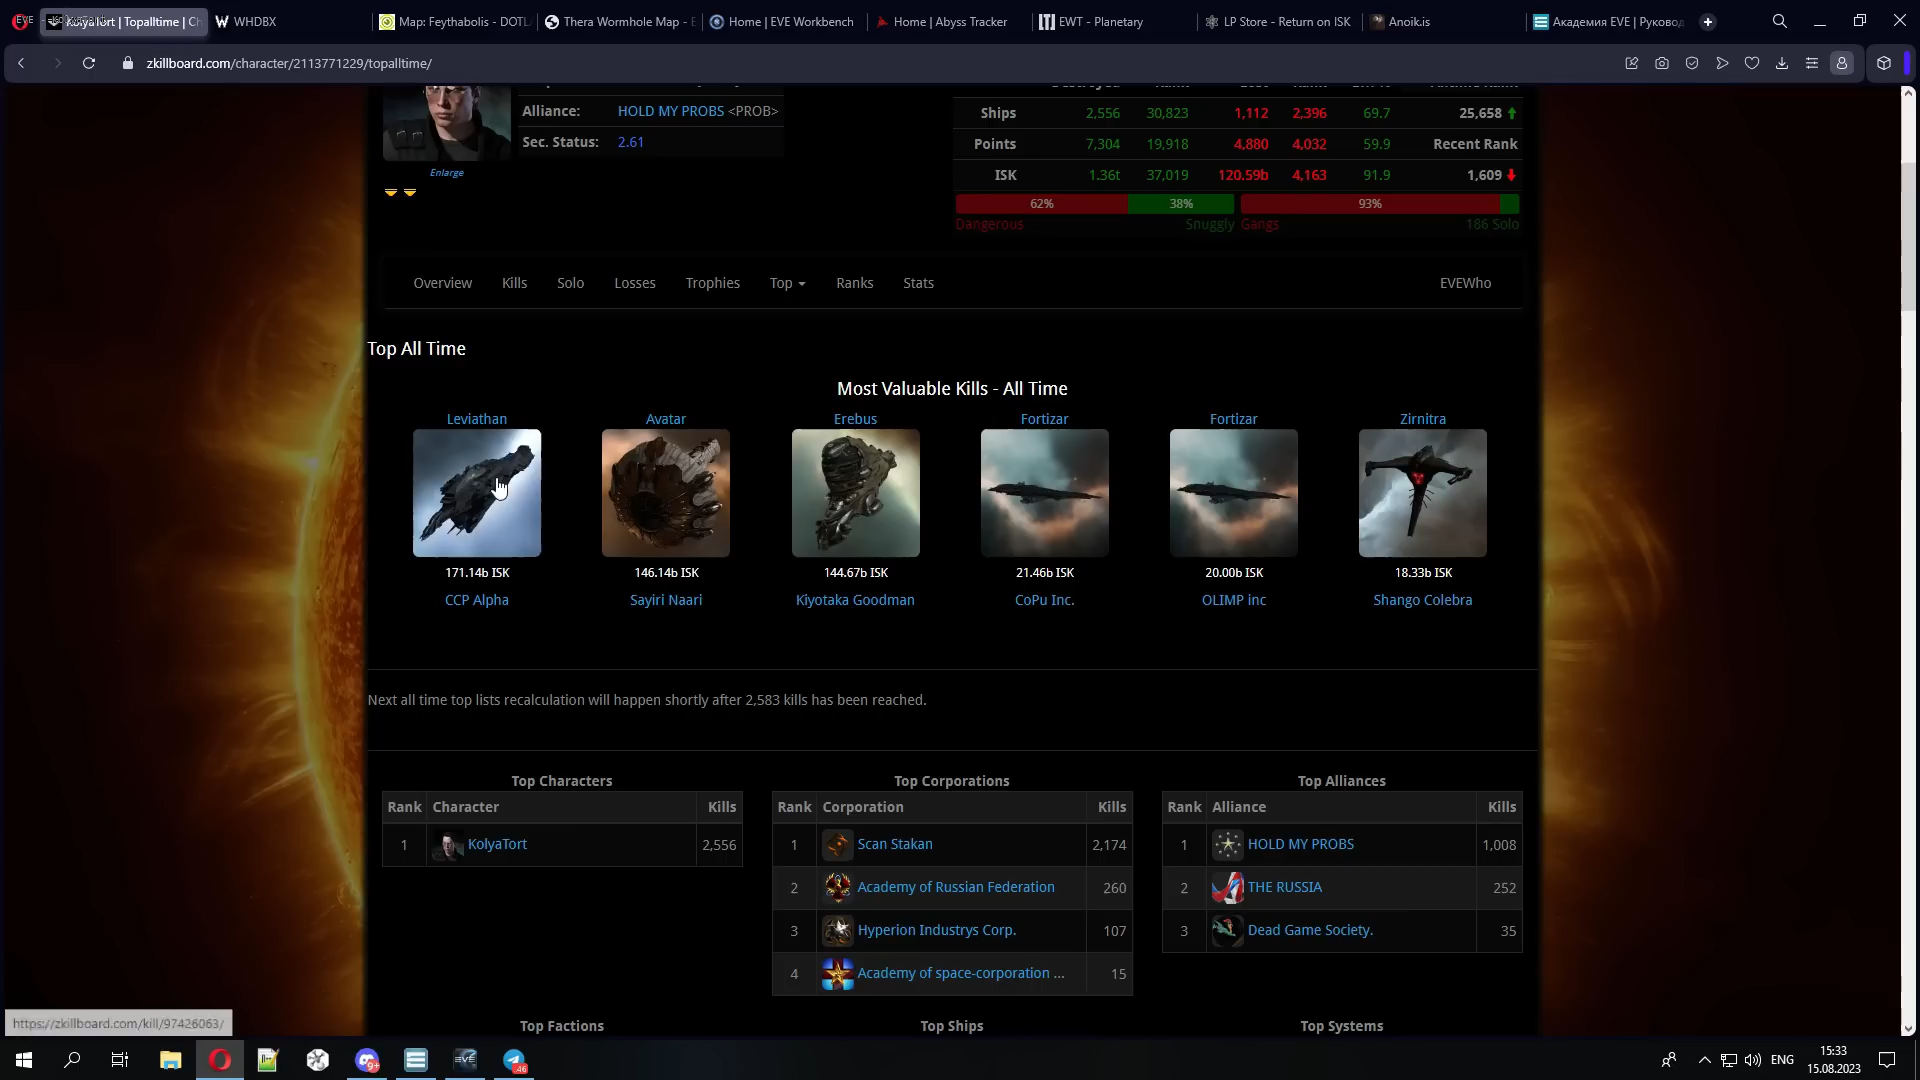 KolyaTort | Topalltime | C
WHDBX
Map: Feythabolis - DOTL
Thera Wormhole Map - E
Home | EVE Workbench
Home | Abyss Tracker
EWT - Planetary
LP Store - Return on ISK
Anoik.is
Академия EVE | Руковод
zkillboard.com/character/2113771229/topalltime/
Alliance: HOLD MY PROBS <PROB>
Sec. Status: 2.61
Enlarge
Ships 2,556 30,823 1,112 2,396 69.7 25,658
Points 7,304 19,918 4,880 4,032 59.9 Recent Rank
ISK 1.36t 37,019 120.59b 4,163 91.9 1,609
62% 38% 93%
Dangerous Snuggly Gangs 186 Solo
Overview Kills Solo Losses Trophies Top Ranks Stats EVEWho
Top All Time
Most Valuable Kills - All Time
Leviathan Avatar Erebus Fortizar Fortizar Zirnitra
171.14b ISK 146.14b ISK 144.67b ISK 21.46b ISK 20.00b ISK 18.33b ISK
CCP Alpha Sayiri Naari Kiyotaka Goodman CoPu Inc. OLIMP inc Shango Colebra
Next all time top lists recalculation will happen shortly after 2,583 kills has been reached.
Top Characters
Rank Character Kills
1 KolyaTort 2,556
Top Corporations
Rank Corporation Kills
1 Scan Stakan 2,174
2 Academy of Russian Federation 260
3 Hyperion Industrys Corp. 107
4 Academy of space-corporation ... 15
Top Alliances
Rank Alliance Kills
1 HOLD MY PROBS 1,008
2 THE RUSSIA 252
3 Dead Game Society. 35
Top Factions Top Ships Top Systems
https://zkillboard.com/kill/97426063/
EVE
9+
46
ENG
15:33
15.08.2023